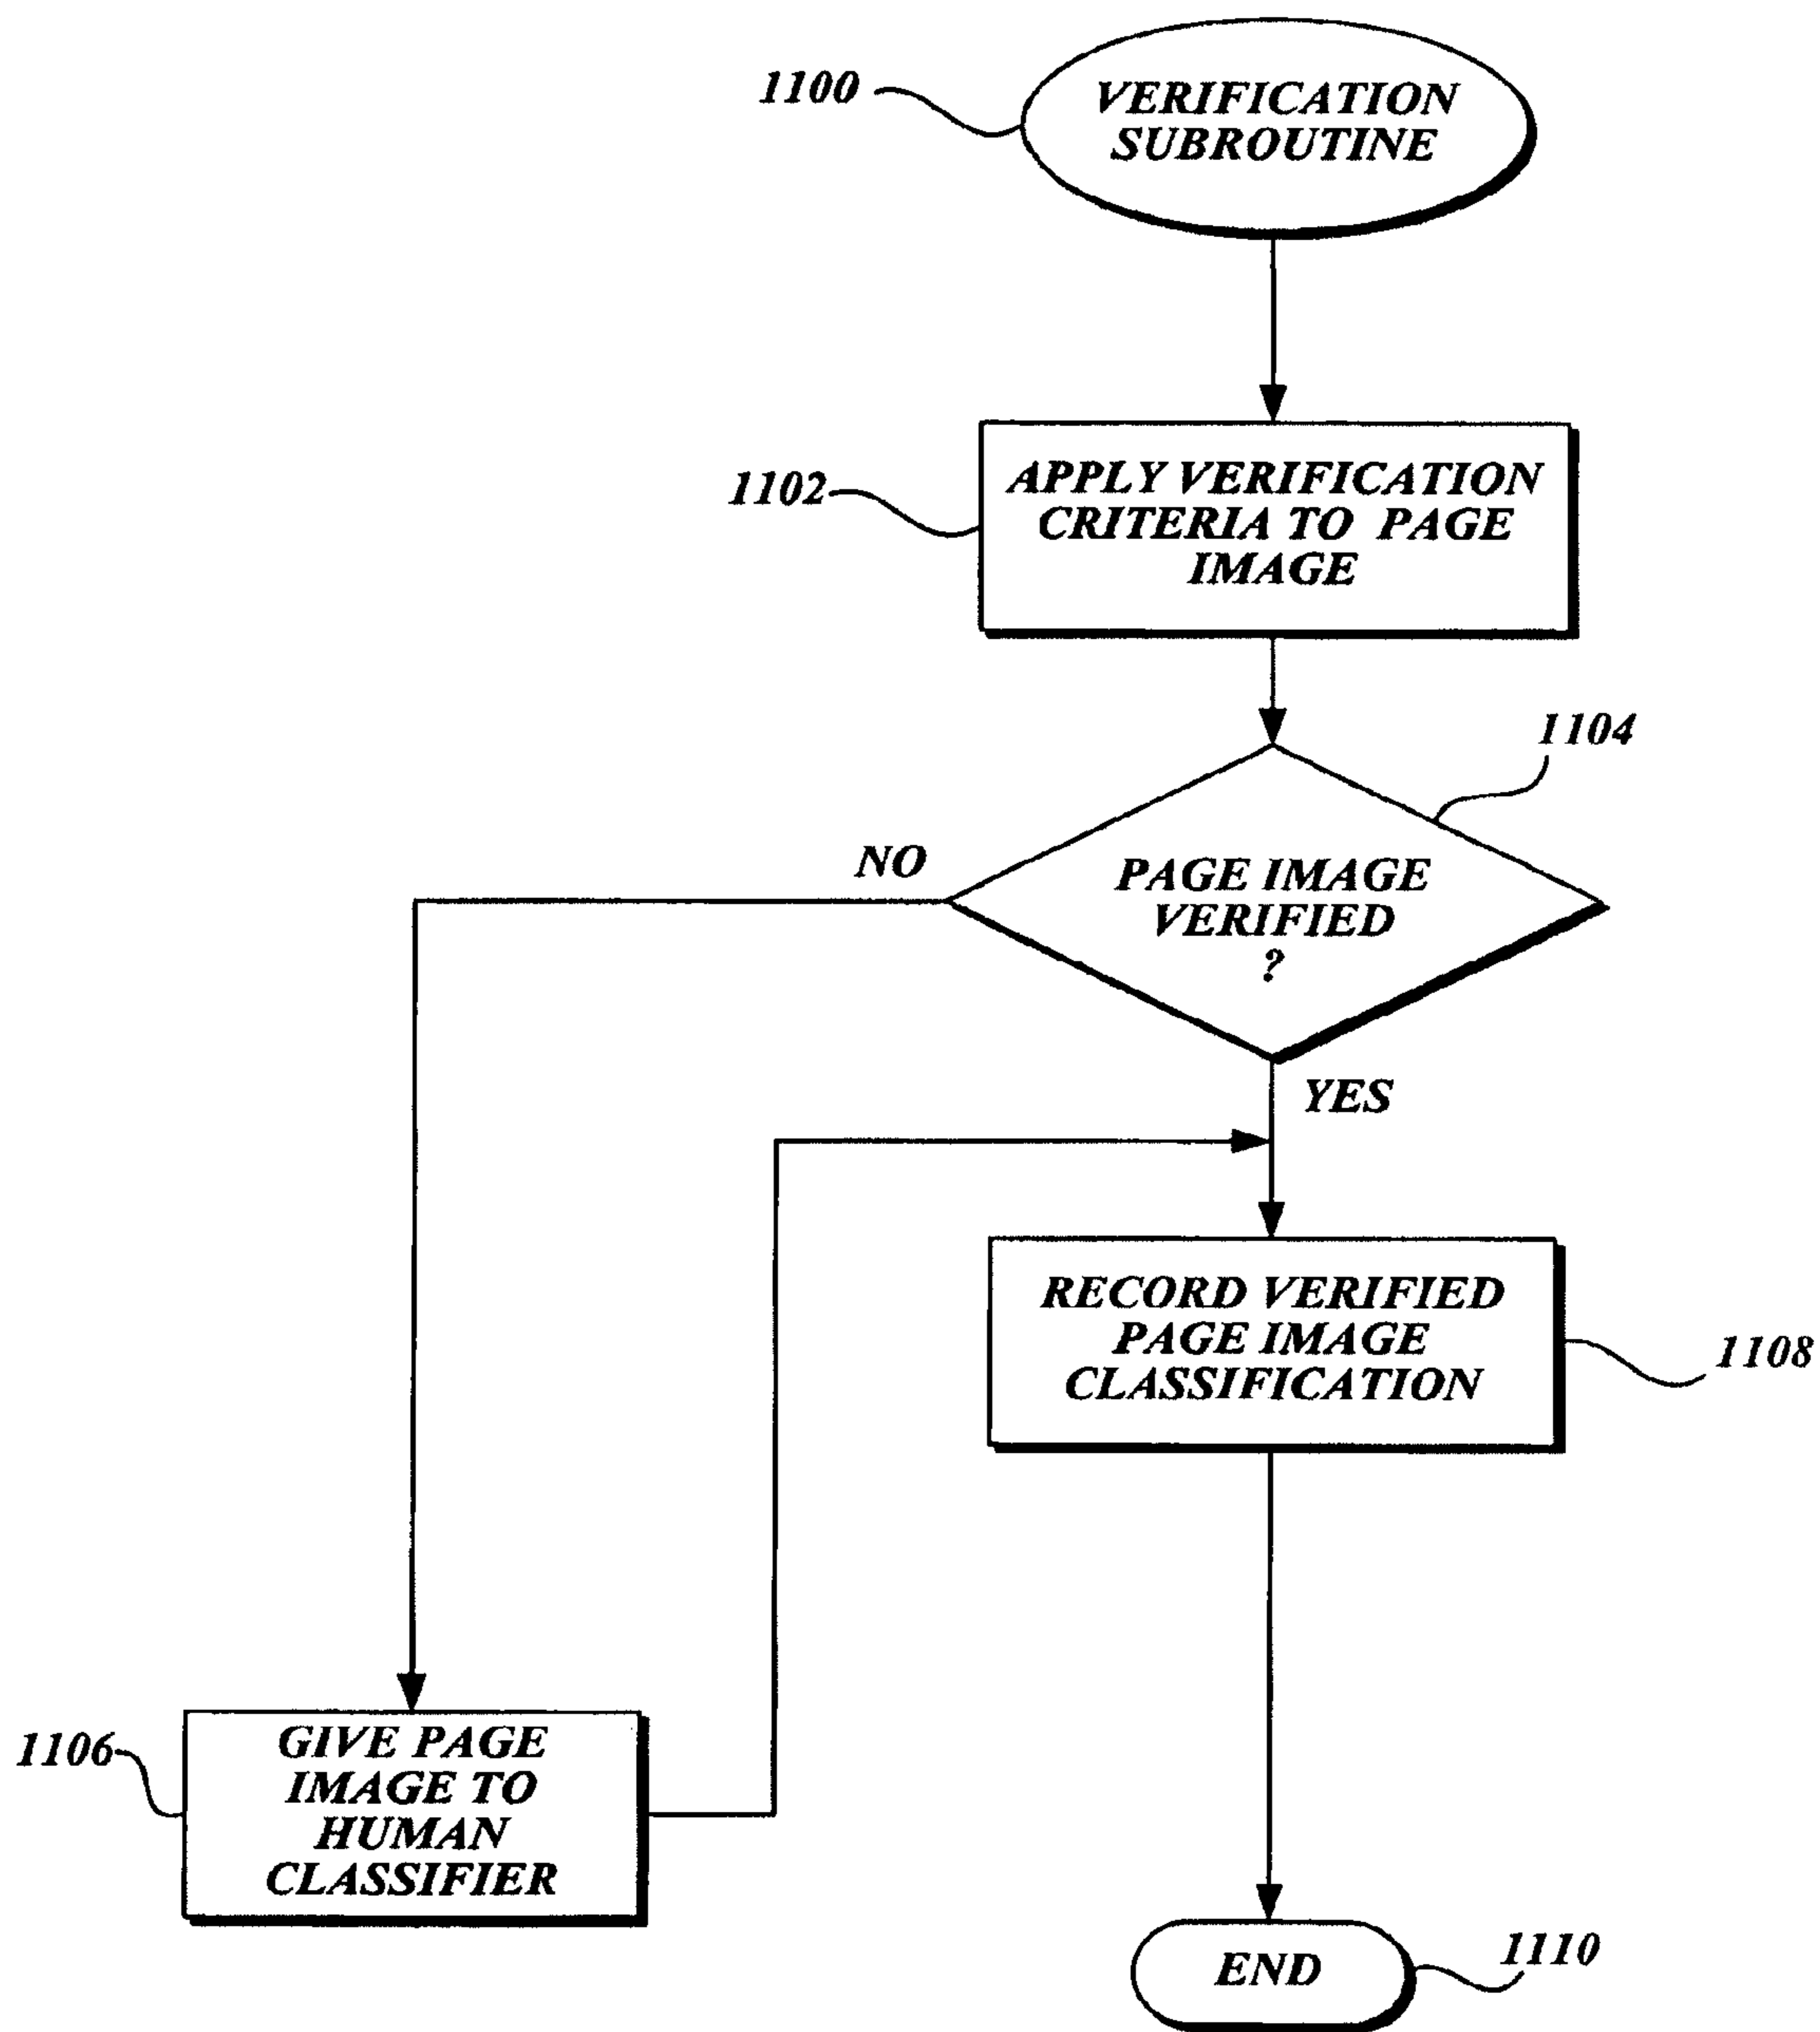 1100
VERIFICATION
SUBROUTINE
1102
APPLY VERIFICATION
CRITERIA TO PAGE
IMAGE
1104
NO
PAGE IMAGE
VERIFIED
?
YES
RECORD VERIFIED
PAGE IMAGE
CLASSIFICATION
1108
1106
GIVE PAGE
IMAGE TO
HUMAN
CLASSIFIER
END
1110